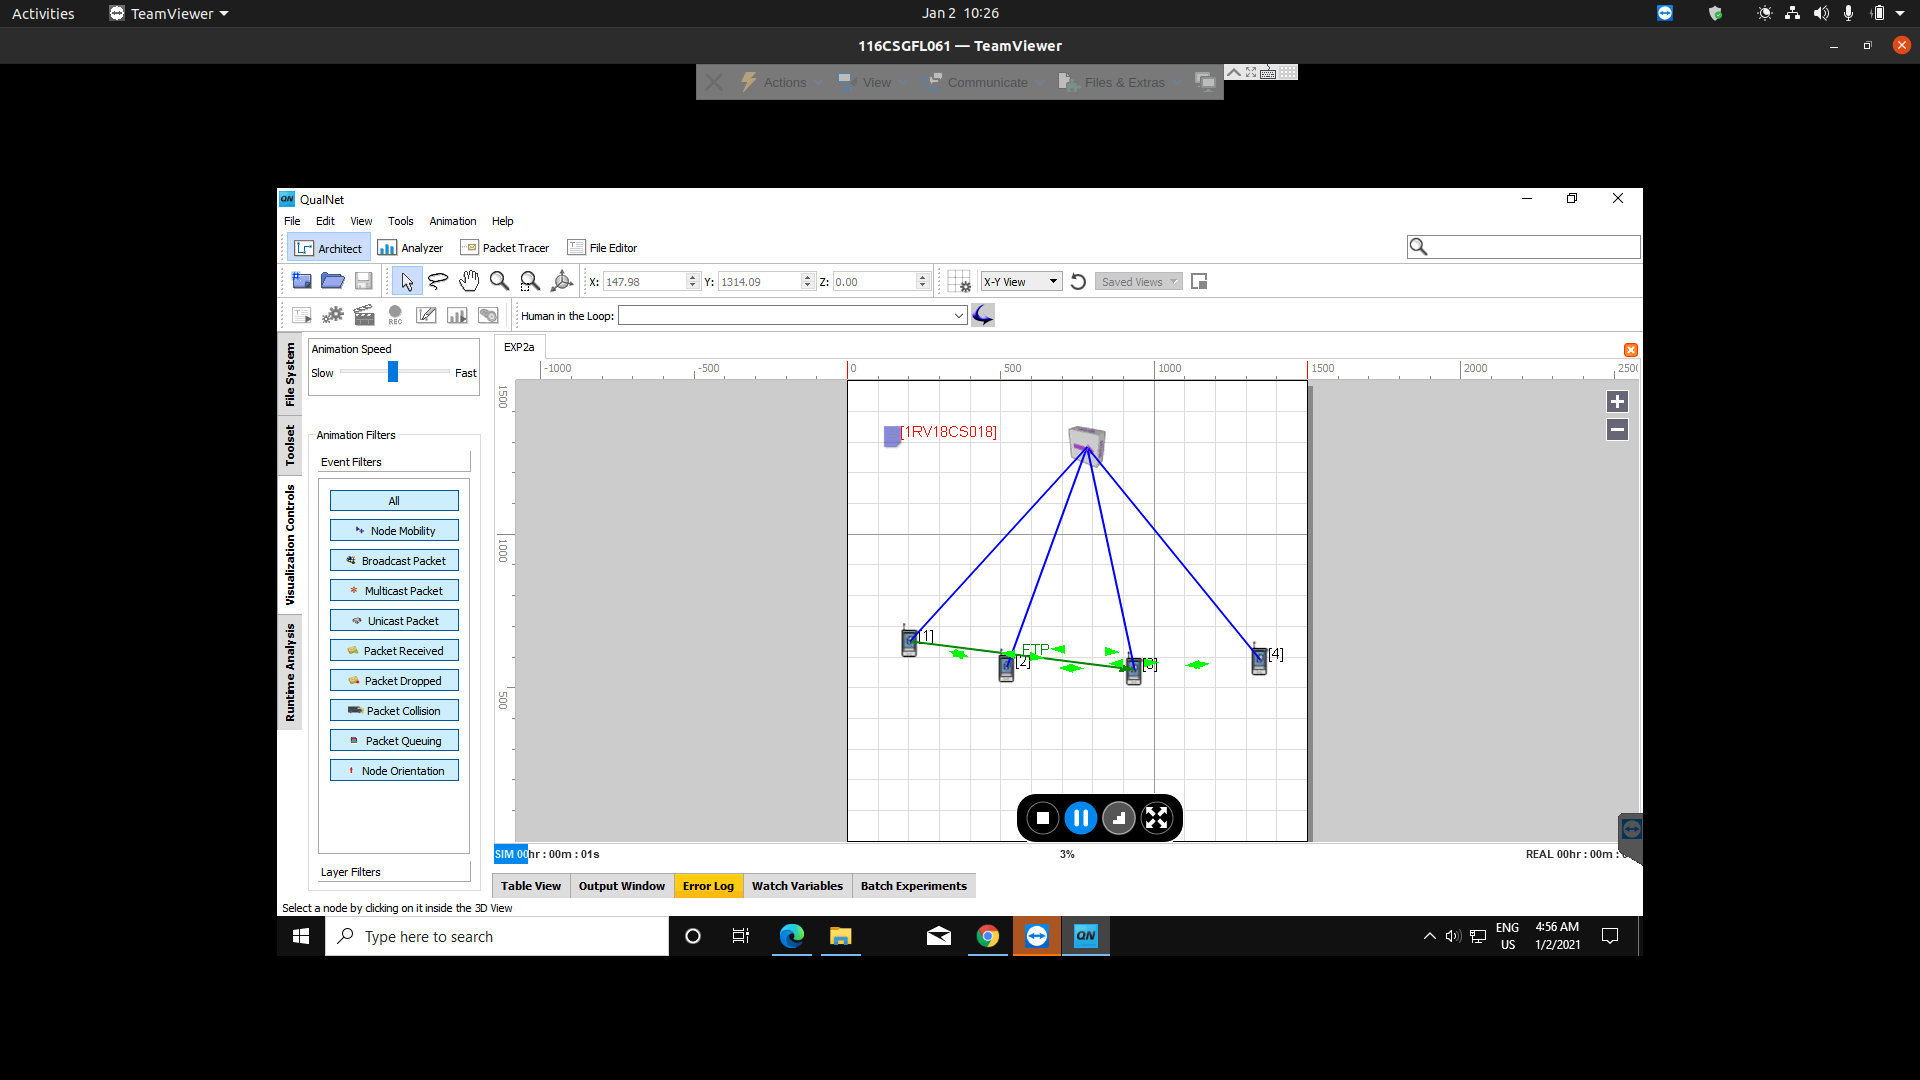 Activities TeamViewer Jan 2 10:26
116CSGFL061 — TeamViewer
Actions View Communicate Files & Extras
QN QualNet
File Edit View Tools Animation Help
Architect Analyzer Packet Tracer File Editor
X: 147.98 Y: 1314.09 Z: 0.00 X-Y View Saved Views
REC Human in the Loop:
File System
Toolset
Visualization Controls
Runtime Analysis
Animation Speed
Slow Fast
Animation Filters
Event Filters
All
Node Mobility
Broadcast Packet
Multicast Packet
Unicast Packet
Packet Received
Packet Dropped
Packet Collision
Packet Queuing
Node Orientation
Layer Filters
EXP2a
-1000 -500 0 500 1000 1500 2000 2500
1500
1000
500
[1RV18CS018]
[1]
FTP
[2]
[3]
[4]
SIM 00hr : 00m : 01s 3% REAL 00hr : 00m :
Table View Output Window Error Log Watch Variables Batch Experiments
Select a node by clicking on it inside the 3D View
Type here to search
QN
ENG
US
4:56 AM
1/2/2021